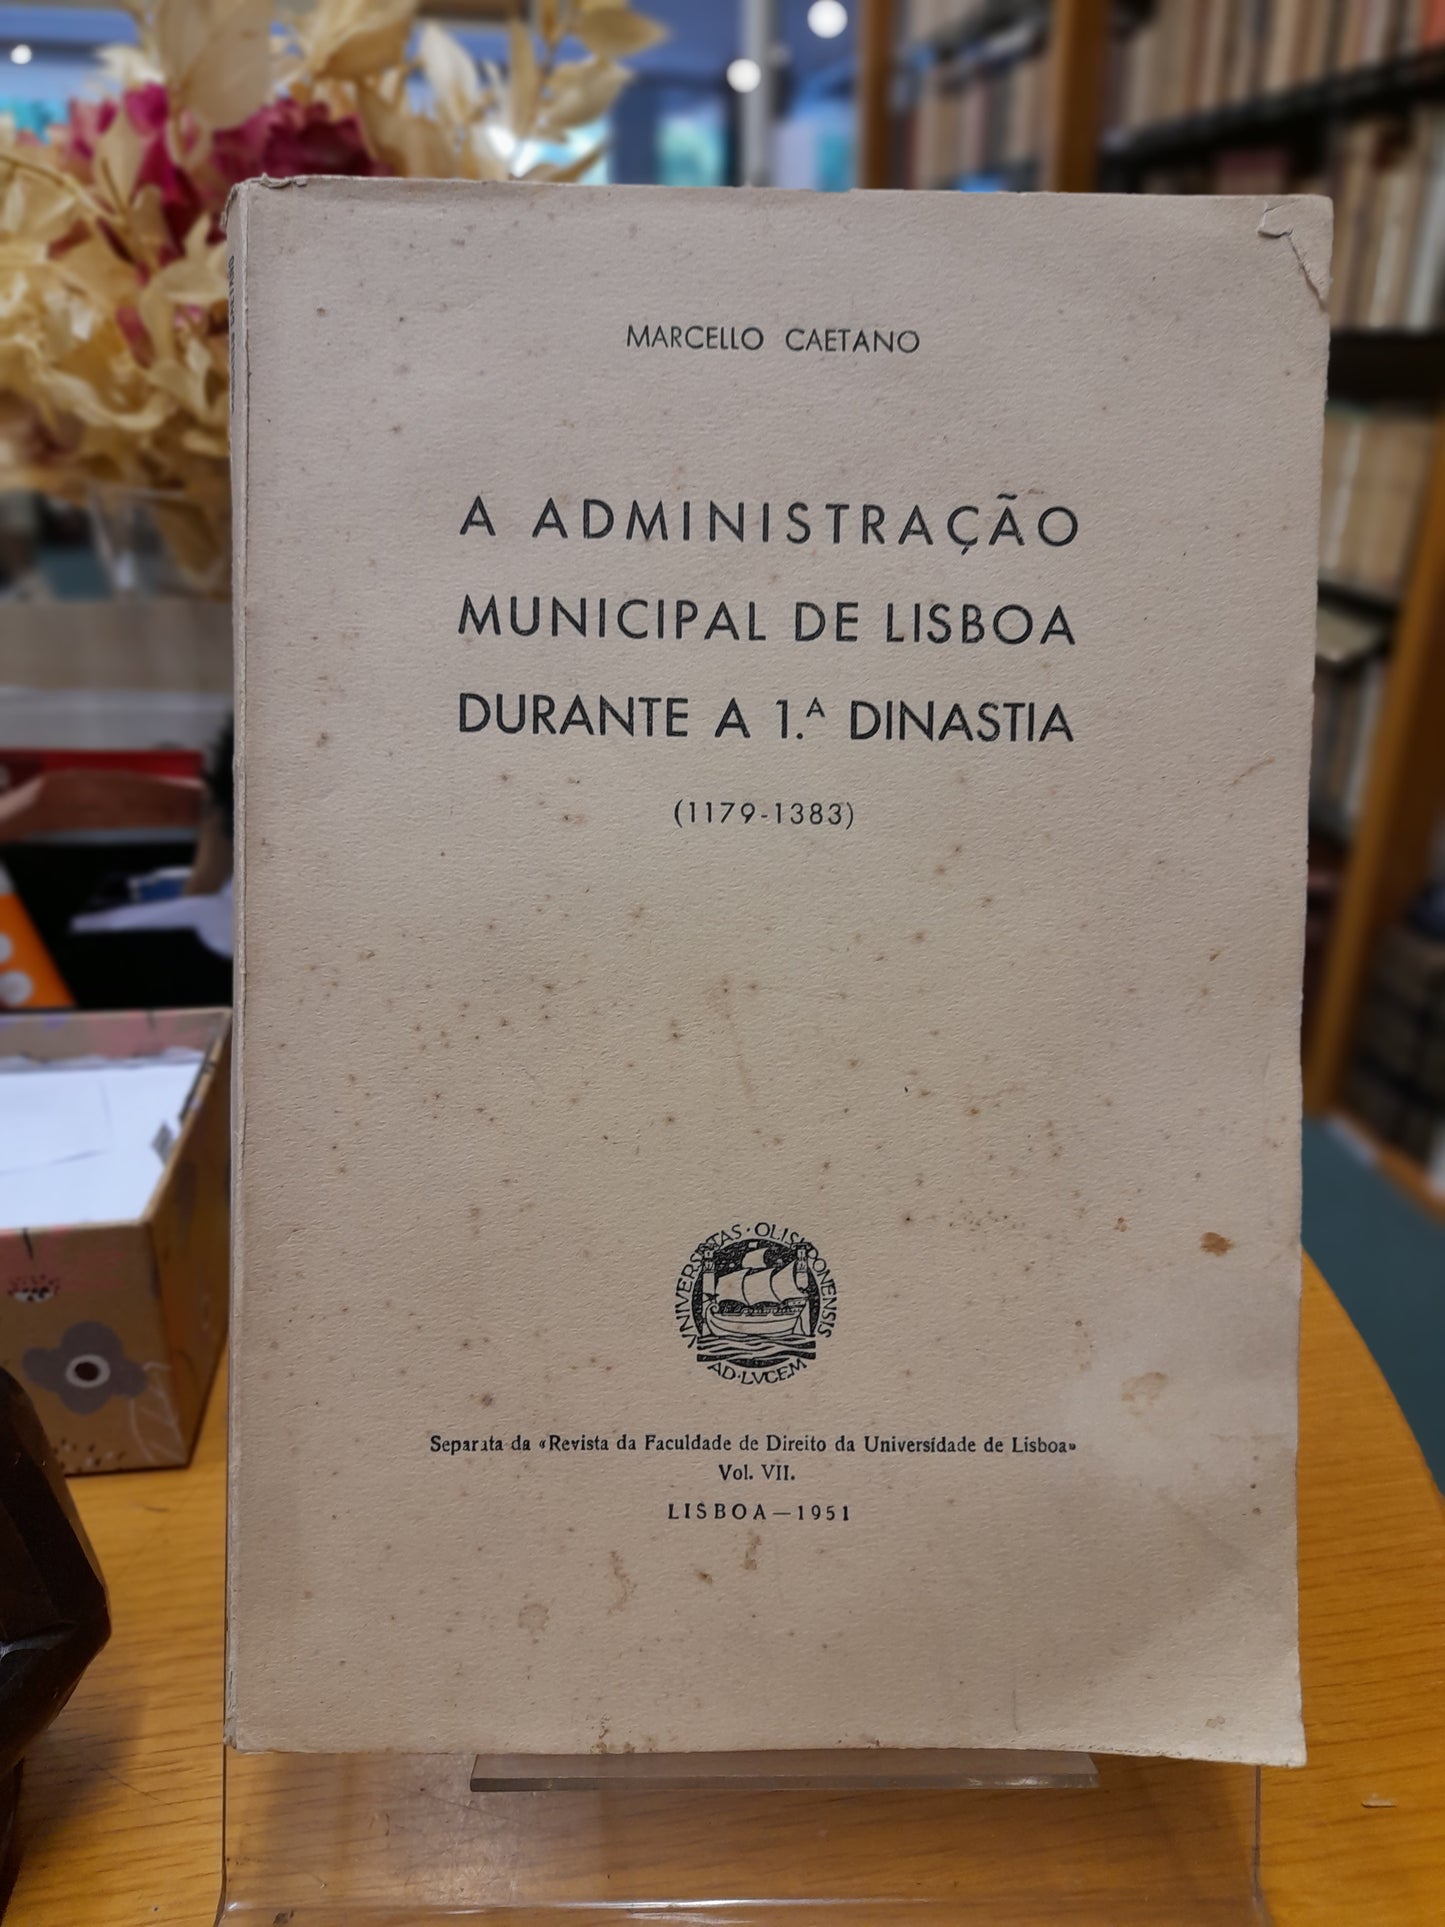 MARCELLO CAETANO
A ADMINISTRAÇÃO
MUNICIPAL DE LISBOA
DURANTE A 1.ᴬ DINASTIA
(1179-1383)
VNIVERSITAS · OLISIPONENSIS
AD · LVCEM
Separata da «Revista da Faculdade de Direito da Universidade de Lisboa»
Vol. VII.
LISBOA — 1951